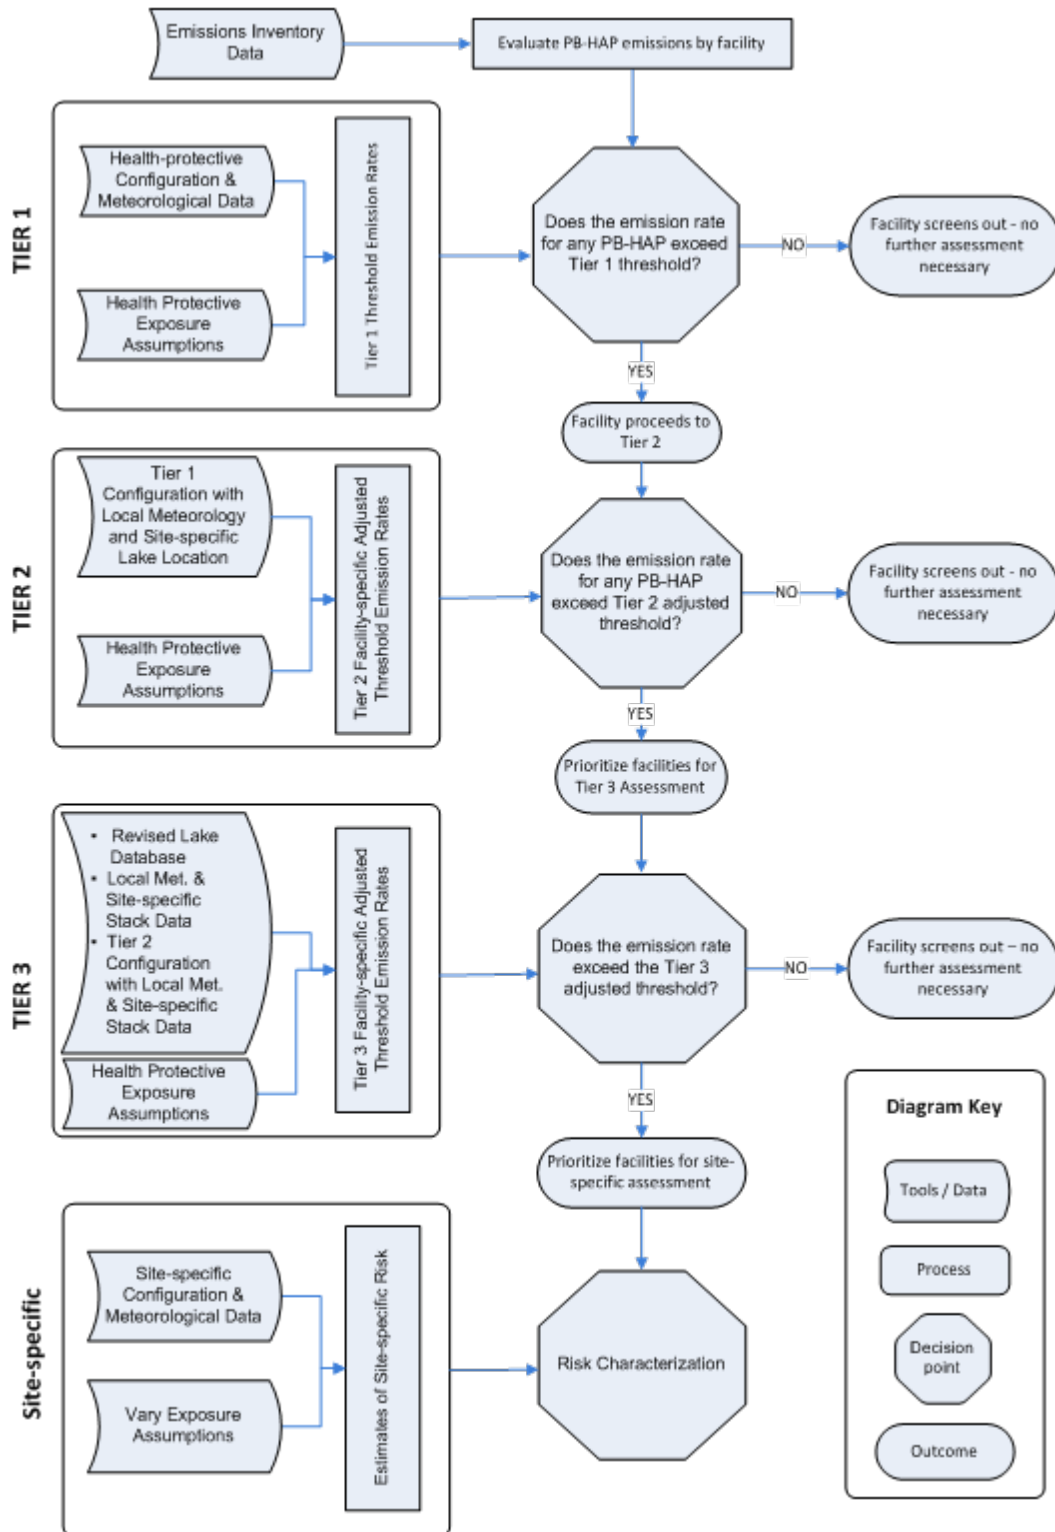 Emissions Inventory
Data
Evaluate PB-HAP emissions by facility
TIER 1
Health-protective
Configuration &
Meteorological Data
Health Protective
Exposure
Assumptions
Tier 1 Threshold Emission Rates
Does the emission rate
for any PB-HAP exceed
Tier 1 threshold?
NO
Facility screens out - no
further assessment
necessary
YES
Facility proceeds to
Tier 2
TIER 2
Tier 1
Configuration with
Local Meteorology
and Site-specific
Lake Location
Health Protective
Exposure
Assumptions
Tier 2 Facility-specific Adjusted
Threshold Emission Rates
Does the emission rate
for any PB-HAP
exceed Tier 2 adjusted
threshold?
NO
Facility screens out - no
further assessment
necessary
YES
Prioritize facilities for
Tier 3 Assessment
TIER 3
• Revised Lake
Database
• Local Met. &
Site-specific
Stack Data
• Tier 2
Configuration
with Local Met.
& Site-specific
Stack Data
Health Protective
Exposure
Assumptions
Tier 3 Facility-specific Adjusted
Threshold Emission Rates
Does the emission rate
exceed the Tier 3
adjusted threshold?
NO
Facility screens out – no
further assessment
necessary
YES
Prioritize facilities for site-
specific assessment
Site-specific
Site-specific
Configuration &
Meteorological Data
Vary Exposure
Assumptions
Estimates of Site-specific Risk
Risk Characterization
Diagram Key
Tools / Data
Process
Decision
point
Outcome